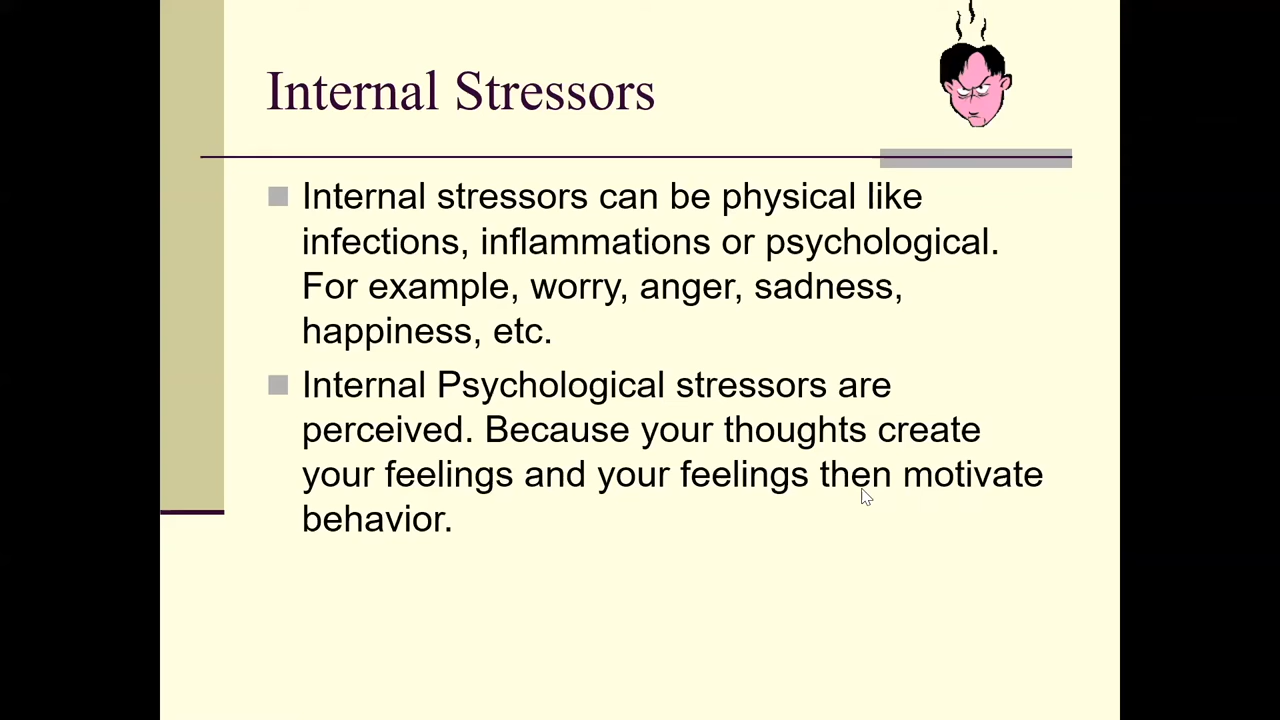 Internal Stressors
Internal stressors can be physical like
infections, inflammations or psychological.
For example, worry, anger, sadness,
happiness, etc.
Internal Psychological stressors are
perceived. Because your thoughts create
your feelings and your feelings then motivate
behavior.